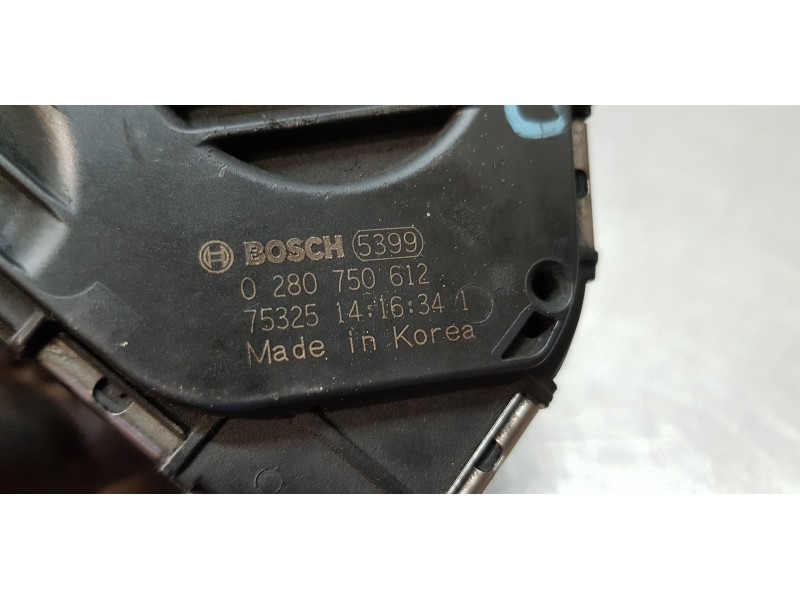 BOSCH 5399
0 280 750 612
75325 14:16:34 1
Made in Korea